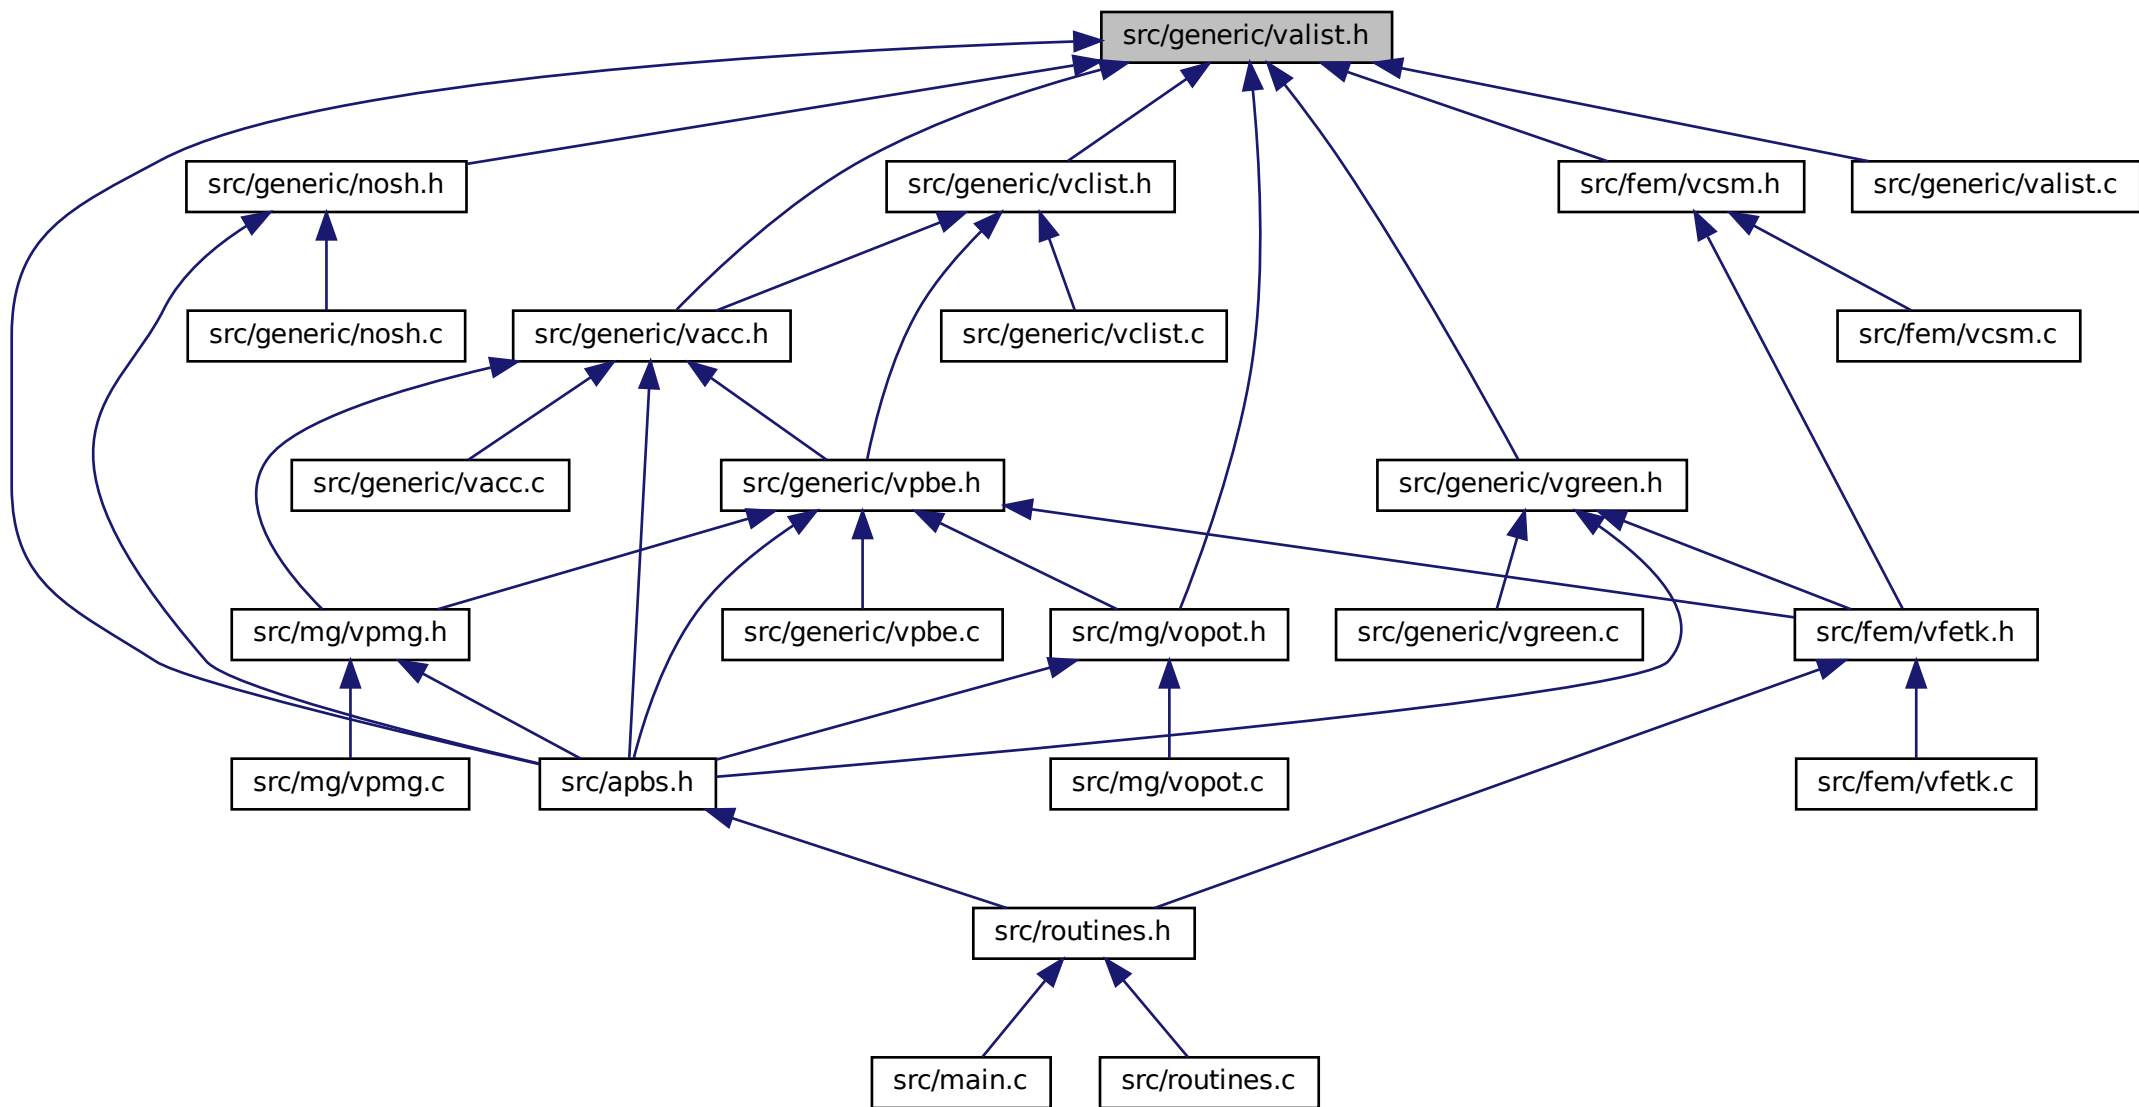 src/generic/valist.h
src/generic/nosh.h
src/generic/vclist.h
src/fem/vcsm.h
src/generic/valist.c
src/generic/nosh.c
src/generic/vacc.h
src/generic/vclist.c
src/fem/vcsm.c
src/generic/vacc.c
src/generic/vpbe.h
src/generic/vgreen.h
src/mg/vpmg.h
src/generic/vpbe.c
src/mg/vopot.h
src/generic/vgreen.c
src/fem/vfetk.h
src/mg/vpmg.c
src/apbs.h
src/mg/vopot.c
src/fem/vfetk.c
src/routines.h
src/main.c
src/routines.c